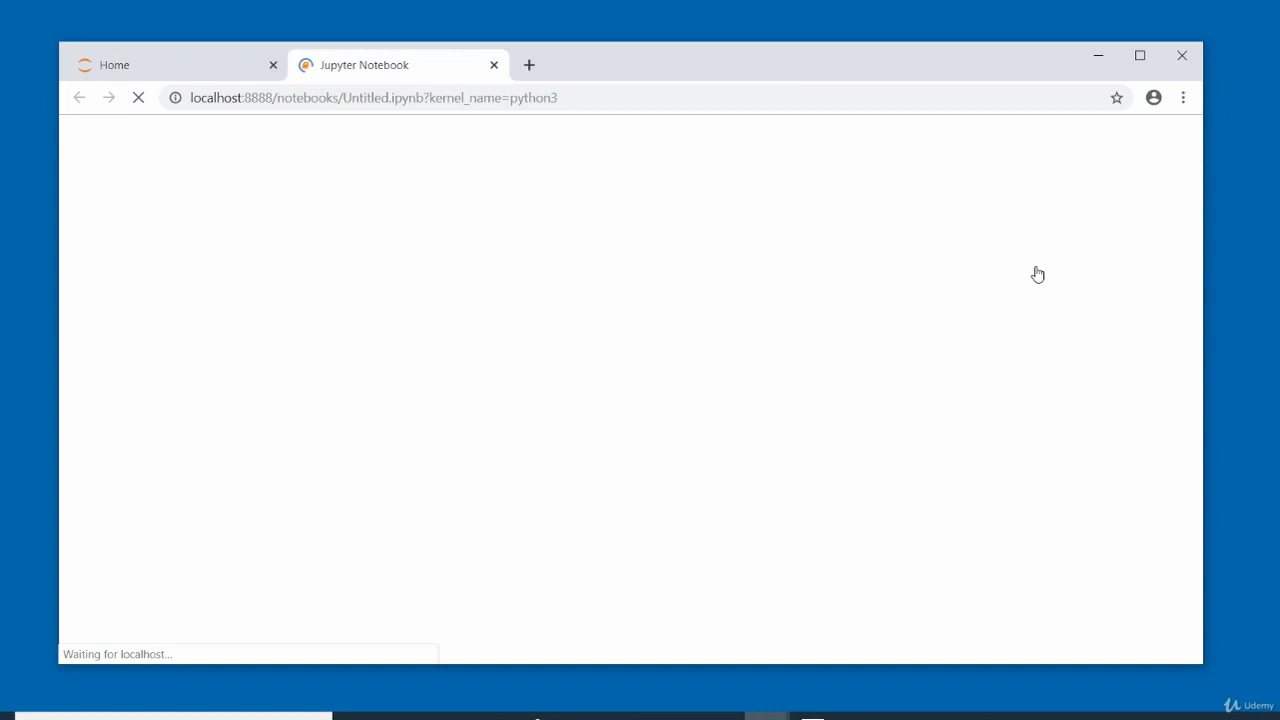 Home
Jupyter Notebook
localhost:8888/notebooks/Untitled.ipynb?kernel_name=python3
Waiting for localhost...
Udemy